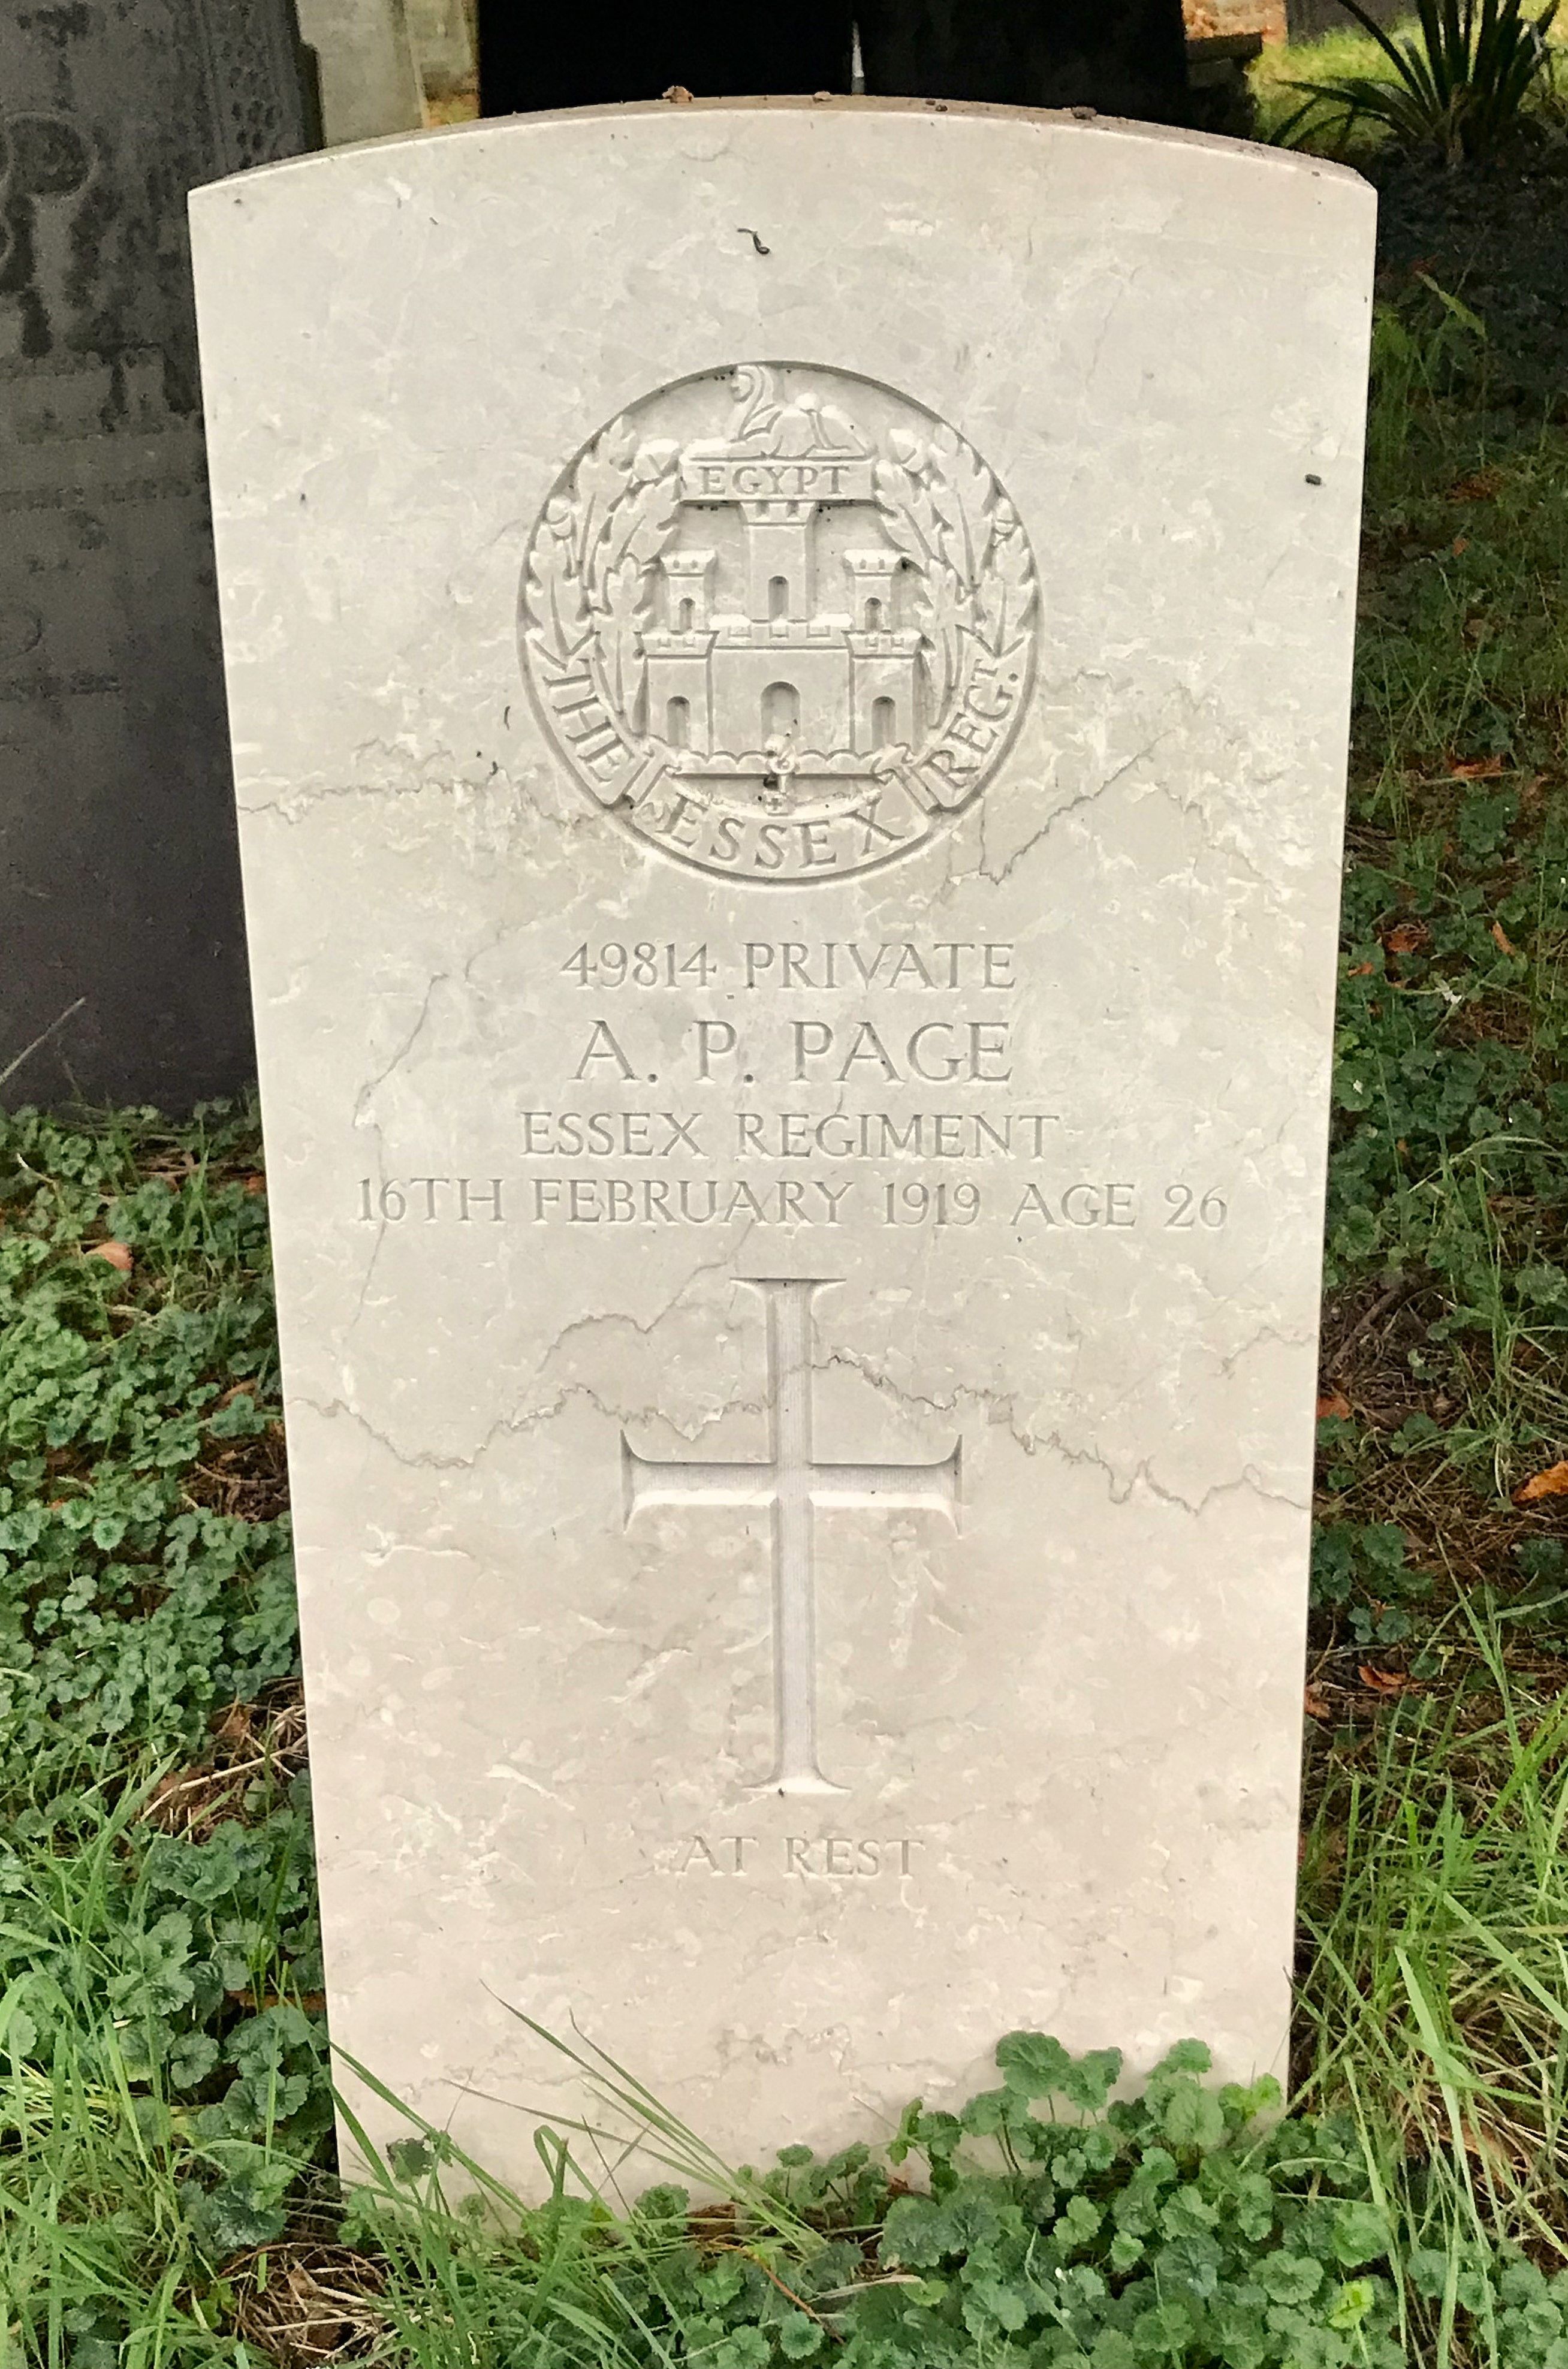 EGYPT
THE ESSEX REGT.
49814 PRIVATE
A. P. PAGE
ESSEX REGIMENT
16TH FEBRUARY 1919 AGE 26
AT REST